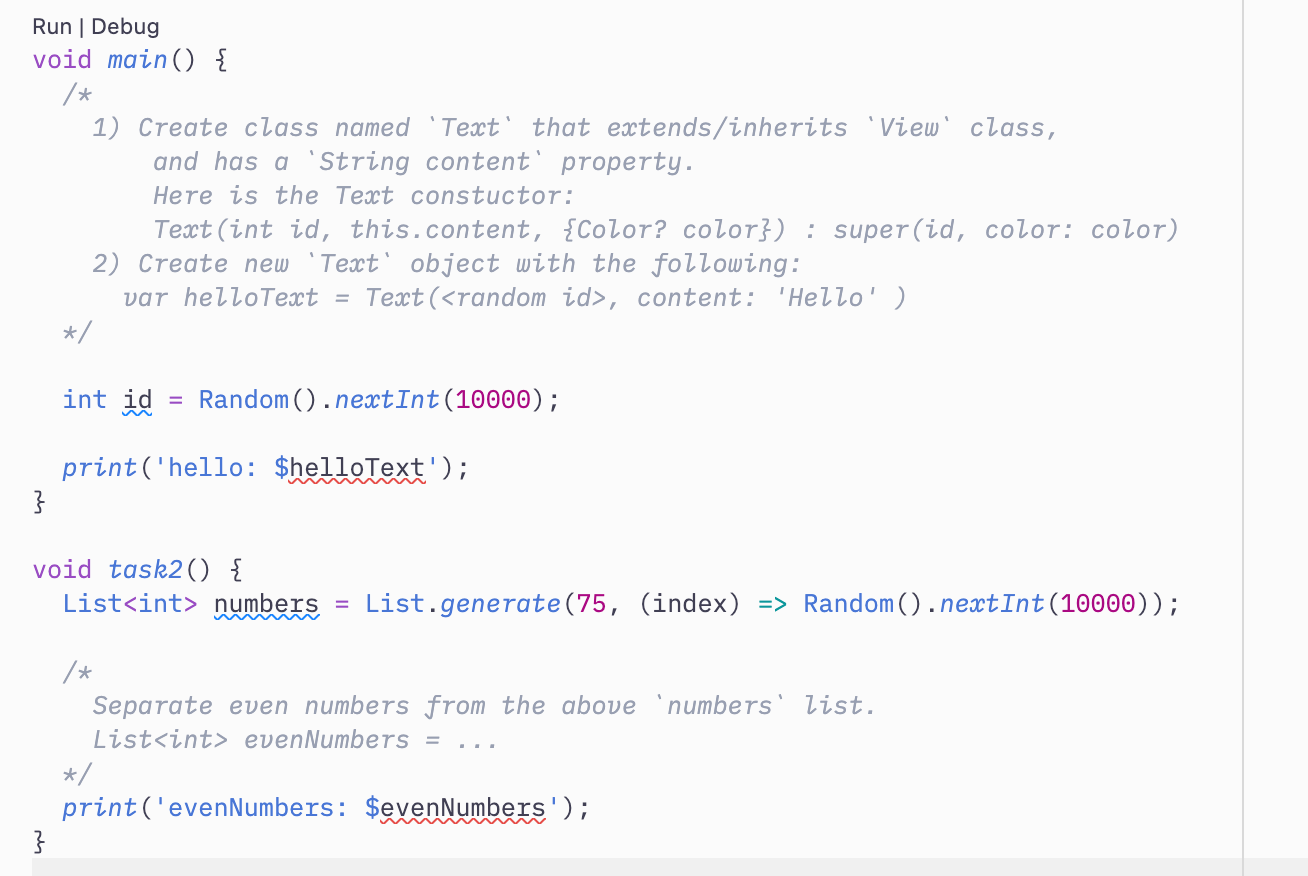 Run | Debug
void main() {
  /*
    1) Create class named `Text` that extends/inherits `View` class,
        and has a `String content` property.
        Here is the Text constuctor:
        Text(int id, this.content, {Color? color}) : super(id, color: color)
    2) Create new `Text` object with the following:
      var helloText = Text(<random id>, content: 'Hello' )
  */

  int id = Random().nextInt(10000);

  print('hello: $helloText');
}

void task2() {
  List<int> numbers = List.generate(75, (index) => Random().nextInt(10000));

  /*
    Separate even numbers from the above `numbers` list.
    List<int> evenNumbers = ...
  */
  print('evenNumbers: $evenNumbers');
}